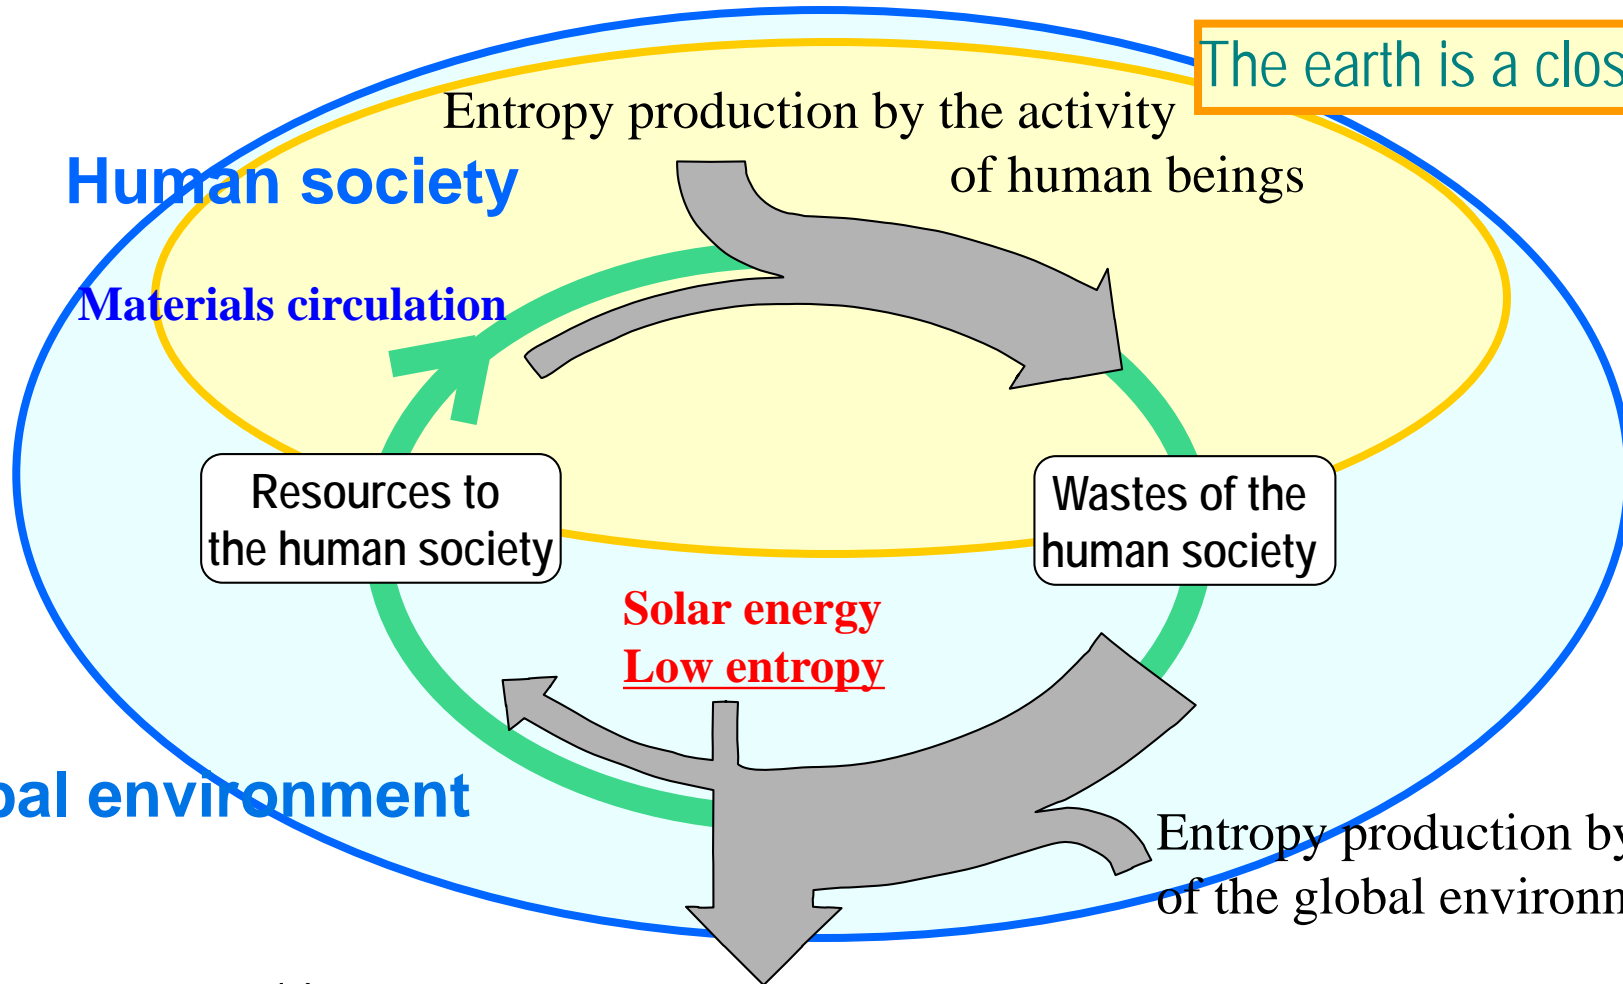 The earth is a clos
Entropy production by the activity
of human beings
Human society
Materials circulation
Resources to
the human society
Wastes of the
human society
Solar energy
Low entropy
bal environment
Entropy production by
of the global environm